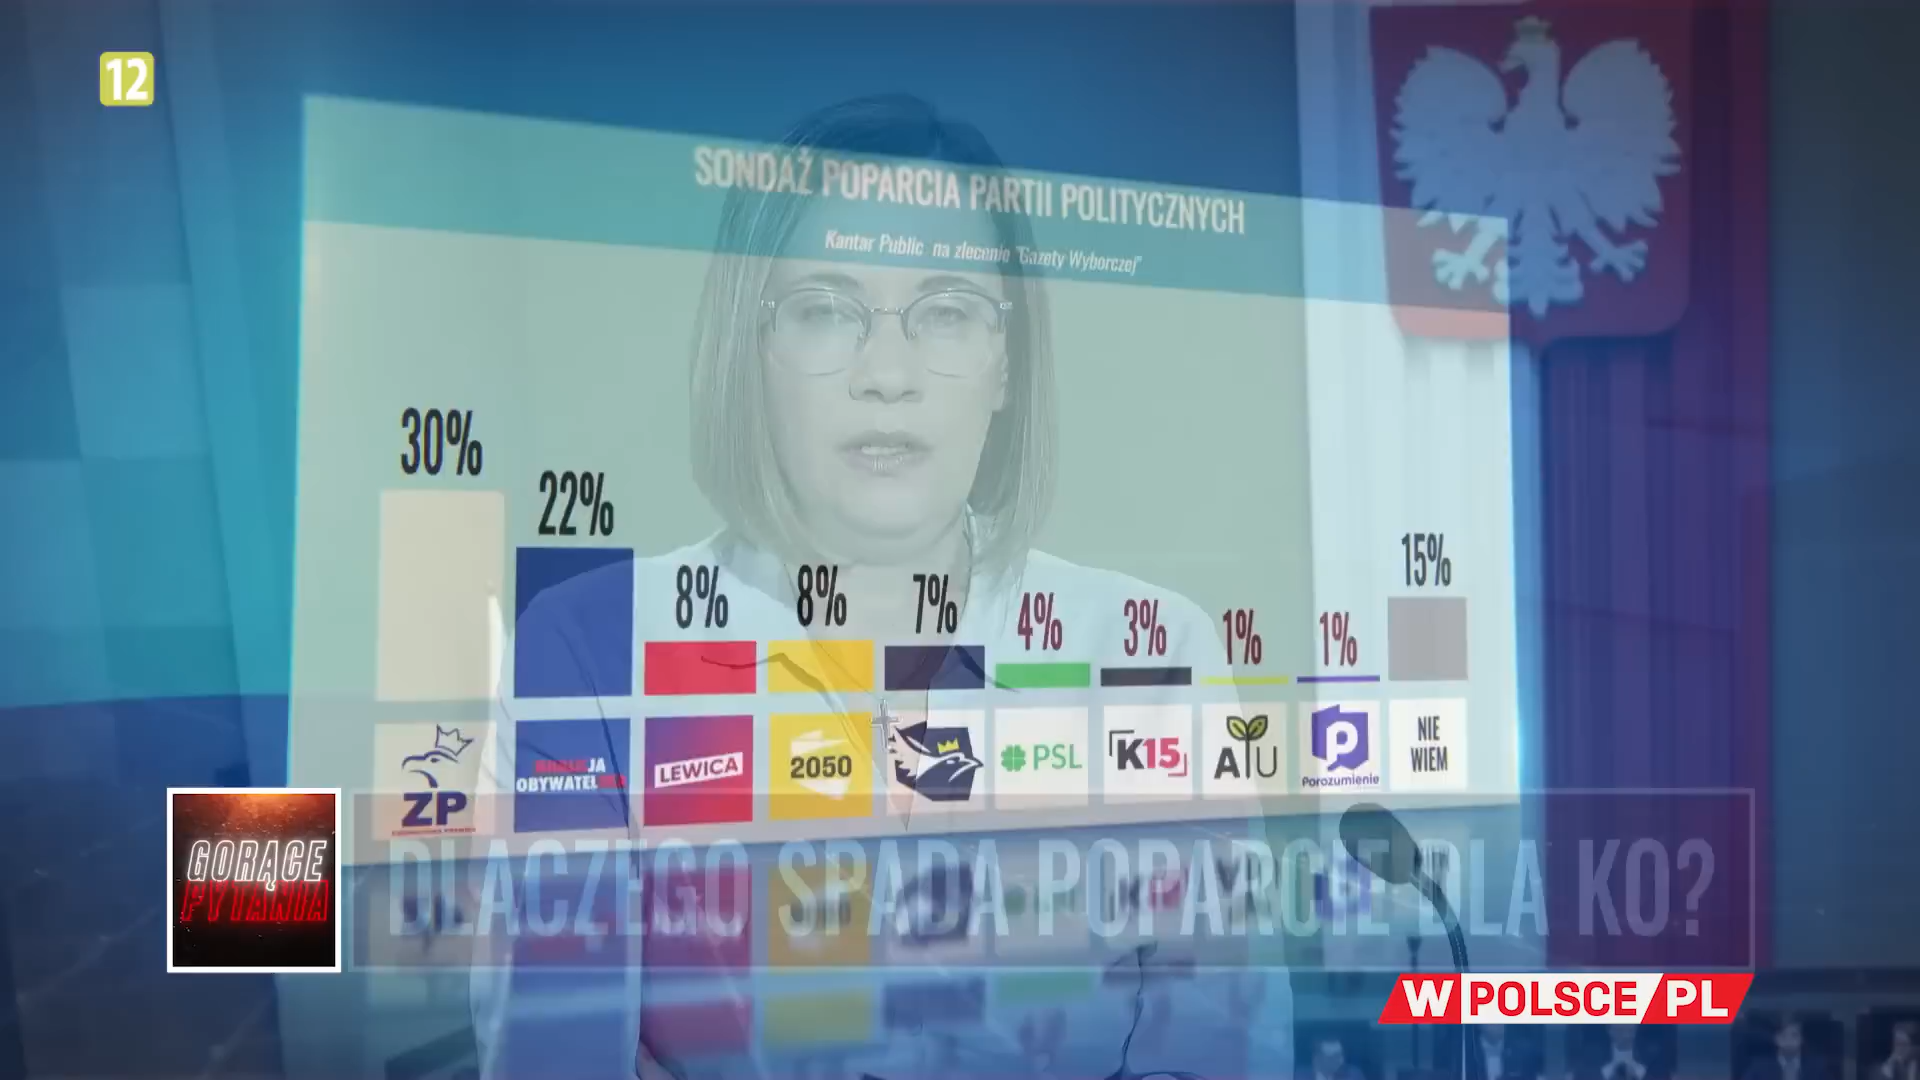 12
SONDAŻ POPARCIA PARTII POLITYCZNYCH
Kantar Public na zlecenie "Gazety Wyborczej"
30%
22%
8%
8%
7%
4%
3%
1%
1%
15%
ZP
OBYWATEL
LEWICA
2050
PSL
K15
AU
Porozumienie
NIE
WIEM
GORĄCE
PYTANIA
DLACZEGO SPADA POPARCIE DLA KO?
WPOLSCE/PL